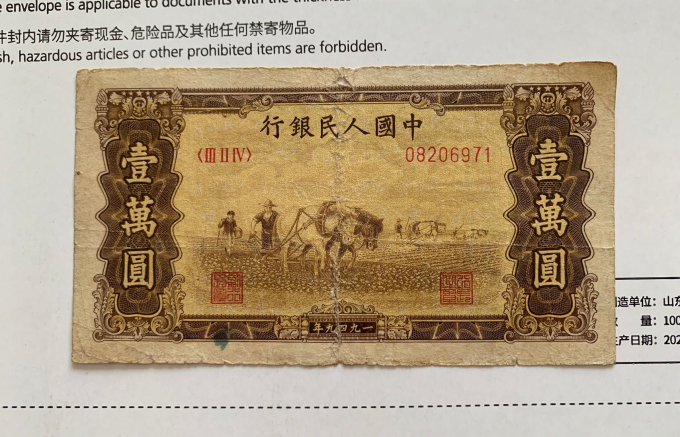 e envelope is applicable to documents with the thickness
件封内请勿夹寄现金、危险品及其他任何禁寄物品。
sh, hazardous articles or other prohibited items are forbidden.
行銀民人國中
〈III II IV〉
08206971
壹萬圓
壹萬圓
年九四九一
制造单位: 山东
量: 100
生产日期: 202